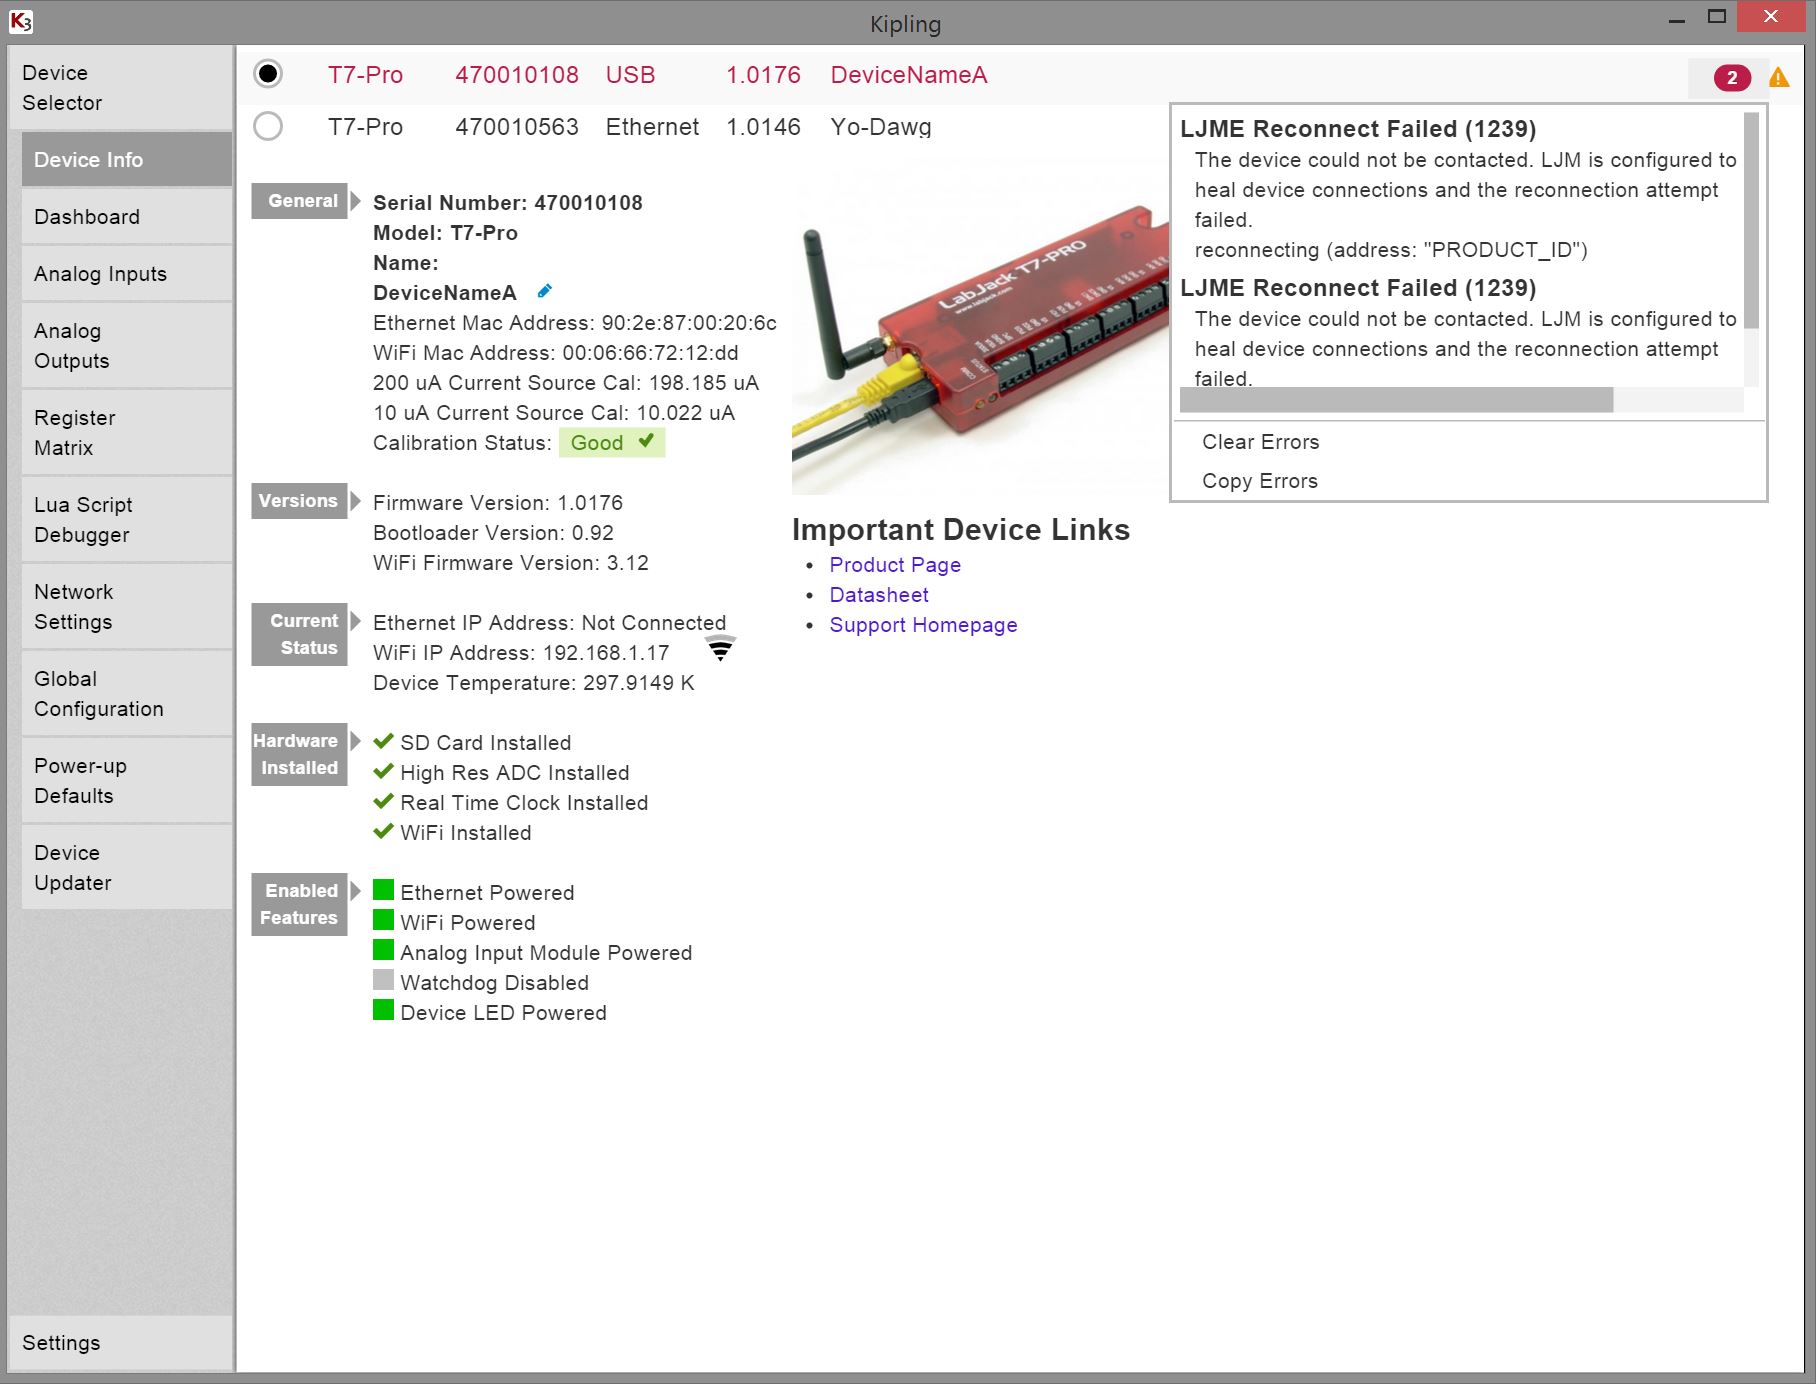 K3
Kipling
Device
Selector
Device Info
Dashboard
Analog Inputs
Analog
Outputs
Register
Matrix
Lua Script
Debugger
Network
Settings
Global
Configuration
Power-up
Defaults
Device
Updater
Settings
T7-Pro 470010108 USB 1.0176 DeviceNameA
2
T7-Pro 470010563 Ethernet 1.0146 Yo-Dawg
General
Serial Number: 470010108
Model: T7-Pro
Name:
DeviceNameA
Ethernet Mac Address: 90:2e:87:00:20:6c
WiFi Mac Address: 00:06:66:72:12:dd
200 uA Current Source Cal: 198.185 uA
10 uA Current Source Cal: 10.022 uA
Calibration Status: Good
Versions
Firmware Version: 1.0176
Bootloader Version: 0.92
WiFi Firmware Version: 3.12
Current
Status
Ethernet IP Address: Not Connected
WiFi IP Address: 192.168.1.17
Device Temperature: 297.9149 K
Hardware
Installed
SD Card Installed
High Res ADC Installed
Real Time Clock Installed
WiFi Installed
Enabled
Features
Ethernet Powered
WiFi Powered
Analog Input Module Powered
Watchdog Disabled
Device LED Powered
LabJack T7-PRO
www.labjack.com
Important Device Links
Product Page
Datasheet
Support Homepage
LJME Reconnect Failed (1239)
The device could not be contacted. LJM is configured to
heal device connections and the reconnection attempt
failed.
reconnecting (address: "PRODUCT_ID")
LJME Reconnect Failed (1239)
The device could not be contacted. LJM is configured to
heal device connections and the reconnection attempt
failed.
Clear Errors
Copy Errors